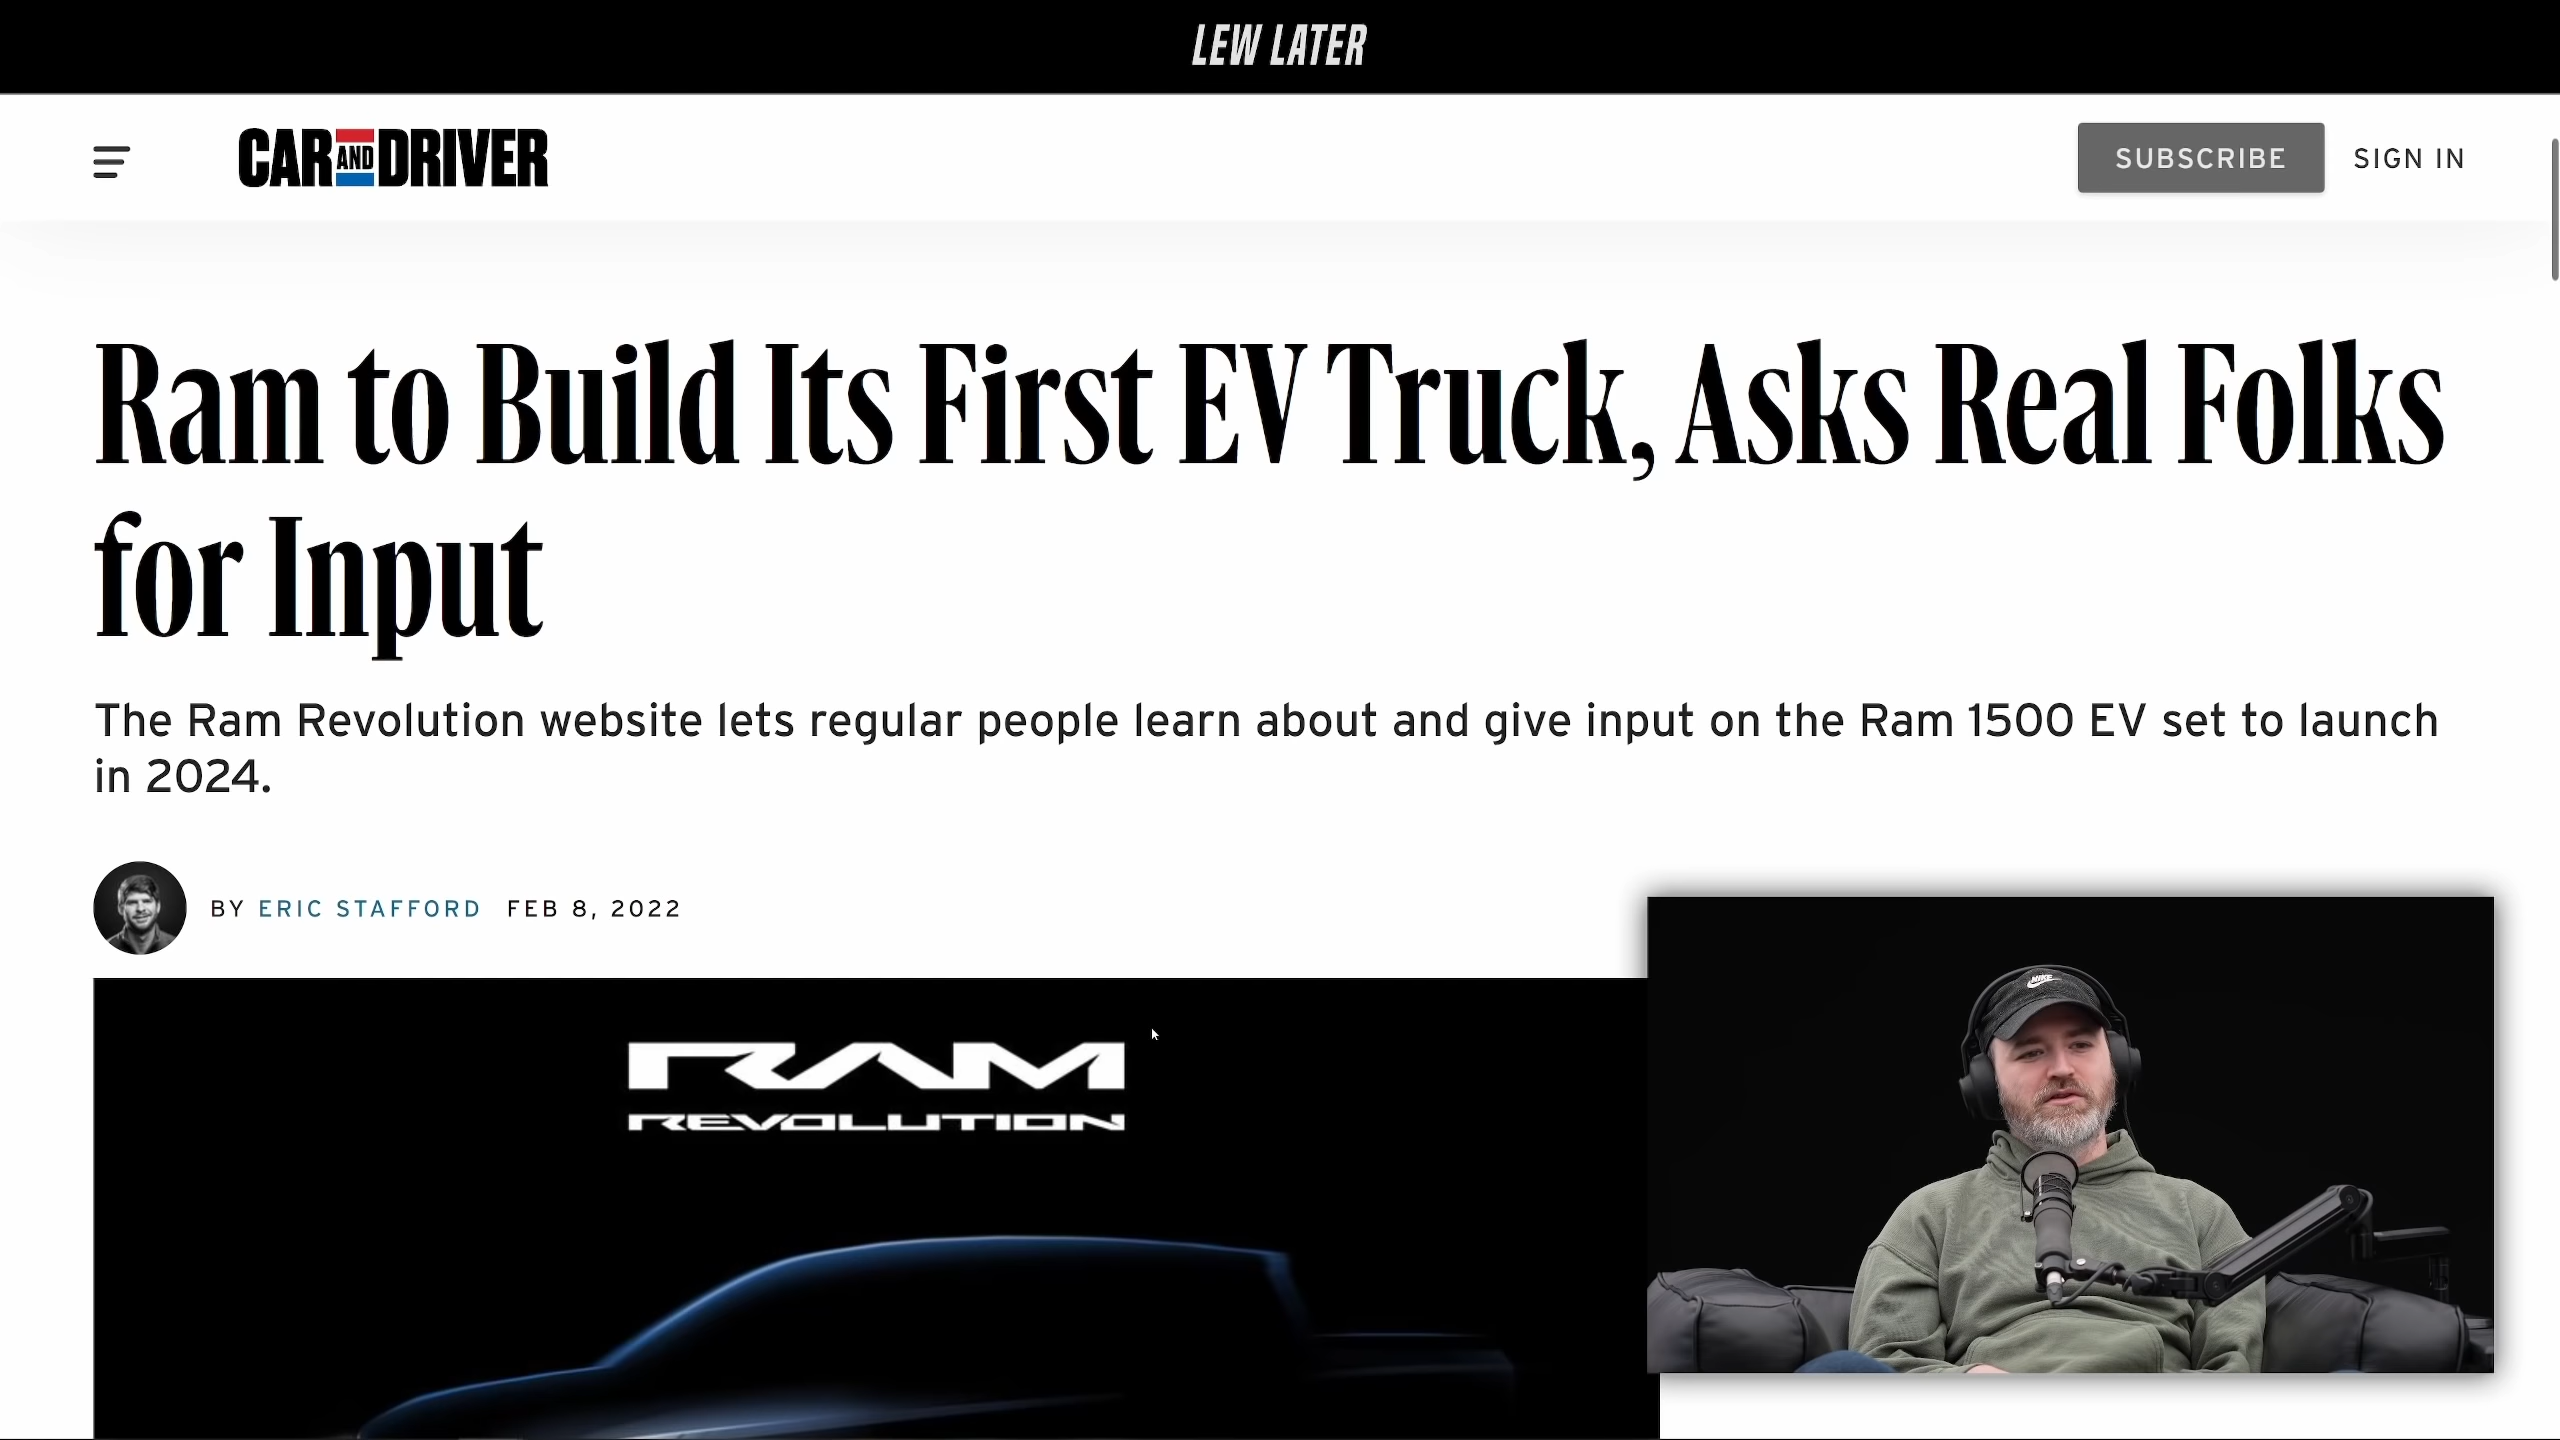 LEW LATER
CAR AND DRIVER
SUBSCRIBE
SIGN IN
Ram to Build Its First EV Truck, Asks Real Folks
for Input
The Ram Revolution website lets regular people learn about and give input on the Ram 1500 EV set to launch
in 2024.
BY ERIC STAFFORD FEB 8, 2022
RAM
REVOLUTION
NIKE